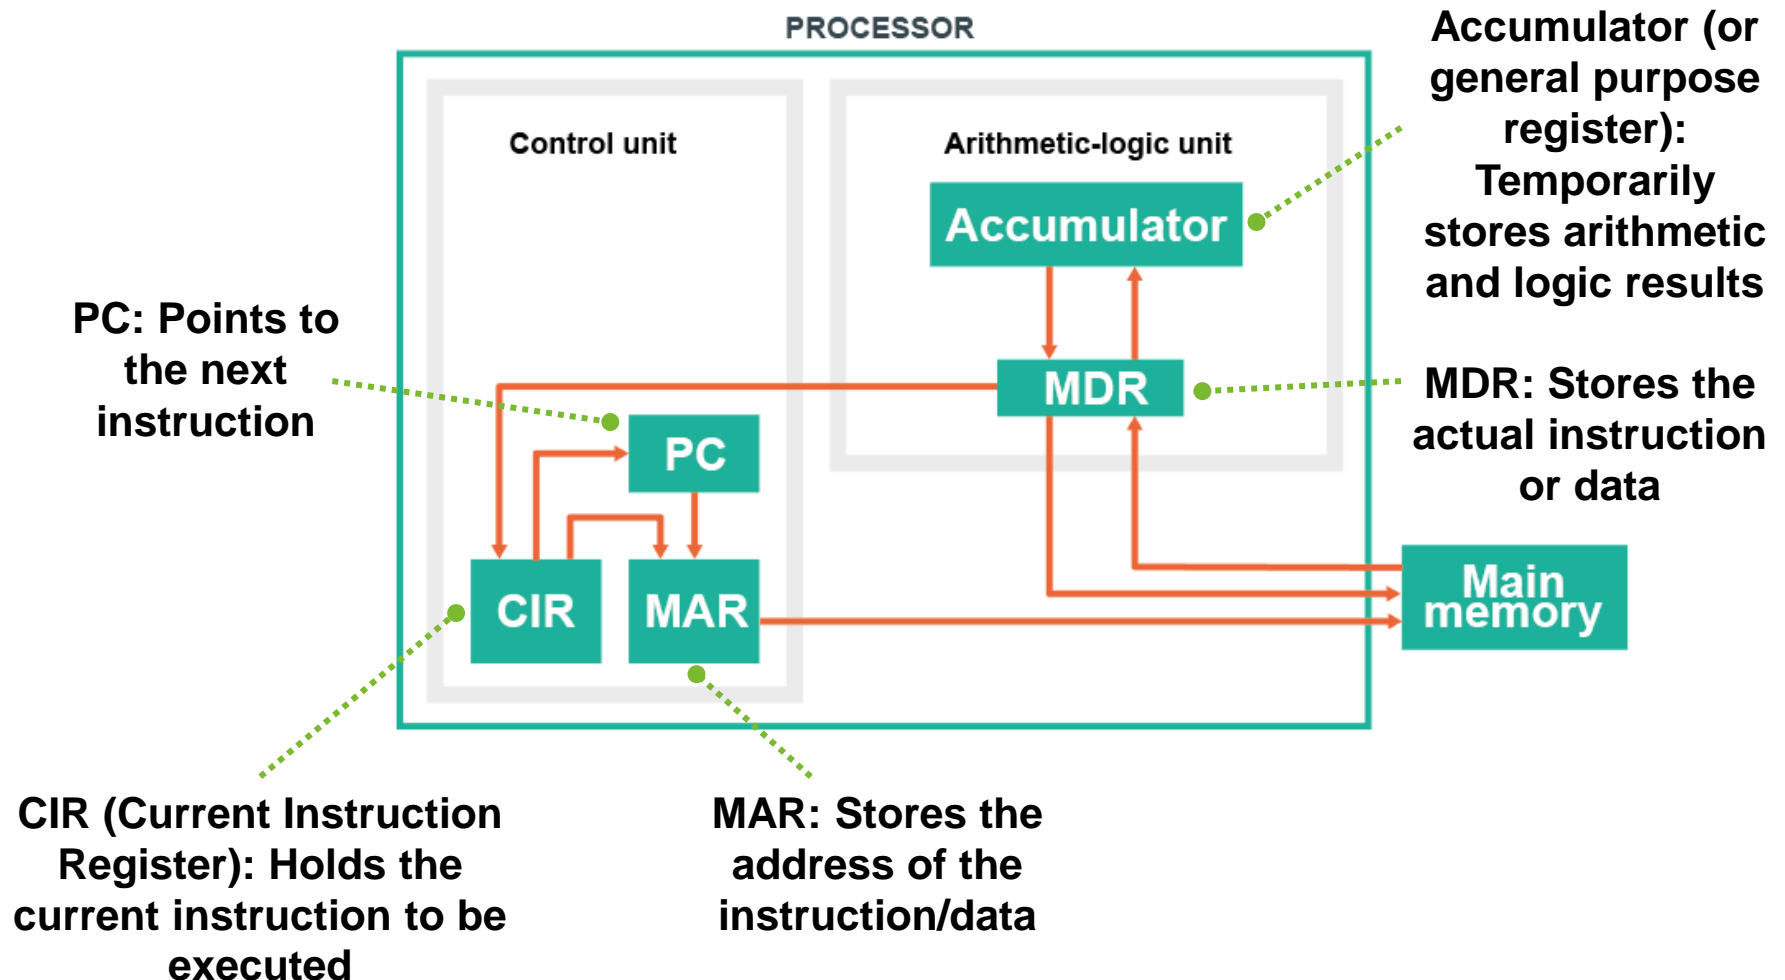 PROCESSOR
Accumulator (or
general purpose
register):
Temporarily
stores arithmetic
and logic results
Control unit
Arithmetic-logic unit
Accumulator
PC: Points to
the next
instruction
MDR
MDR: Stores the
actual instruction
or data
PC
CIR
MAR
Main
memory
CIR (Current Instruction
Register): Holds the
current instruction to be
executed
MAR: Stores the
address of the
instruction/data